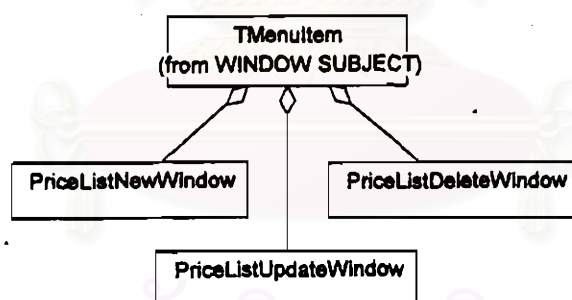 TMenuItem
(from WINDOW SUBJECT)
PriceListNewWindow
PriceListDeleteWindow
PriceListUpdateWindow